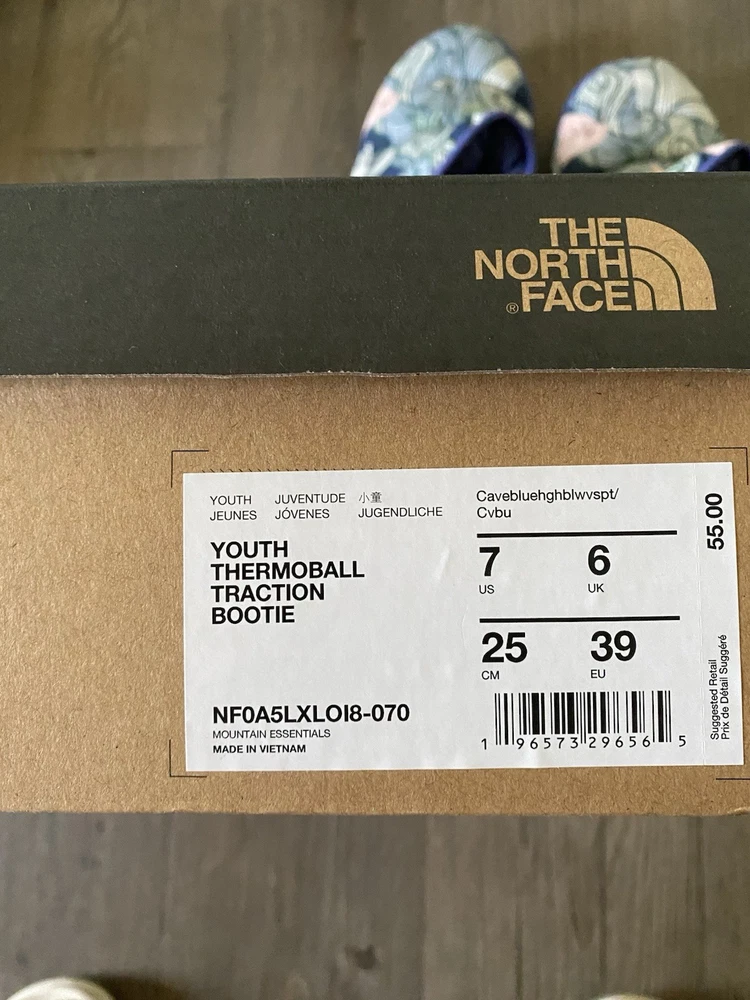 THE
NORTH
® FACE
YOUTH JUVENTUDE 小童
JEUNES JÓVENES JUGENDLICHE
YOUTH
THERMOBALL
TRACTION
BOOTIE
NF0A5LXLOI8-070
MOUNTAIN ESSENTIALS
MADE IN VIETNAM
Cavebluehghblwvspt/
Cvbu
7 6
US UK
25 39
CM EU
1 96573 29656 5
55.00
Suggested Retail
Prix de Détail Suggéré